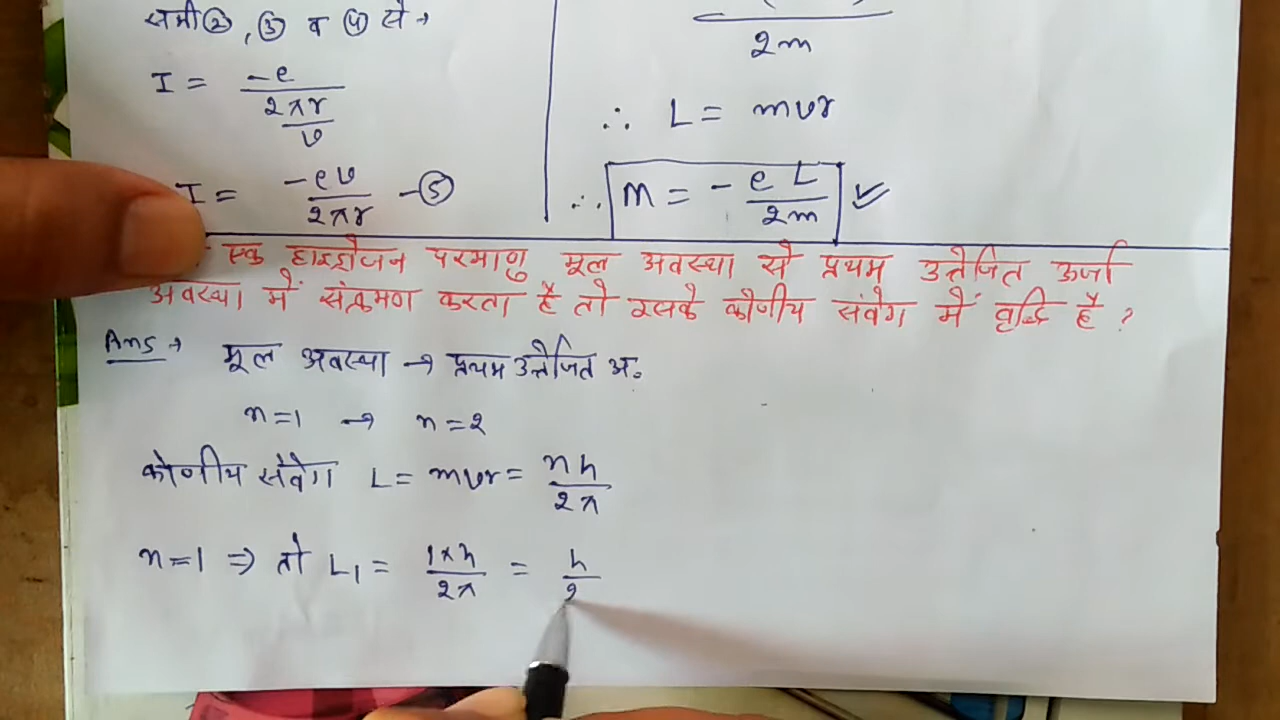 समी② , ③ व ④ से →
I = -e / (2πr / v)
I = -ev / 2πr -⑤
2m
∴ L = mvr
∴ M = - eL / 2m ✓
एक हाइड्रोजन परमाणु मूल अवस्था से प्रथम उत्तेजित ऊर्जा
अवस्था में संक्रमण करता है तो इसके कोणीय संवेग में वृद्धि है ?
Ans → मूल अवस्था → प्रथम उत्तेजित अ.
n=1 → n=2
कोणीय संवेग L = mvr = nh / 2π
n=1 ⇒ तो L₁ = 1×h / 2π = h / 2